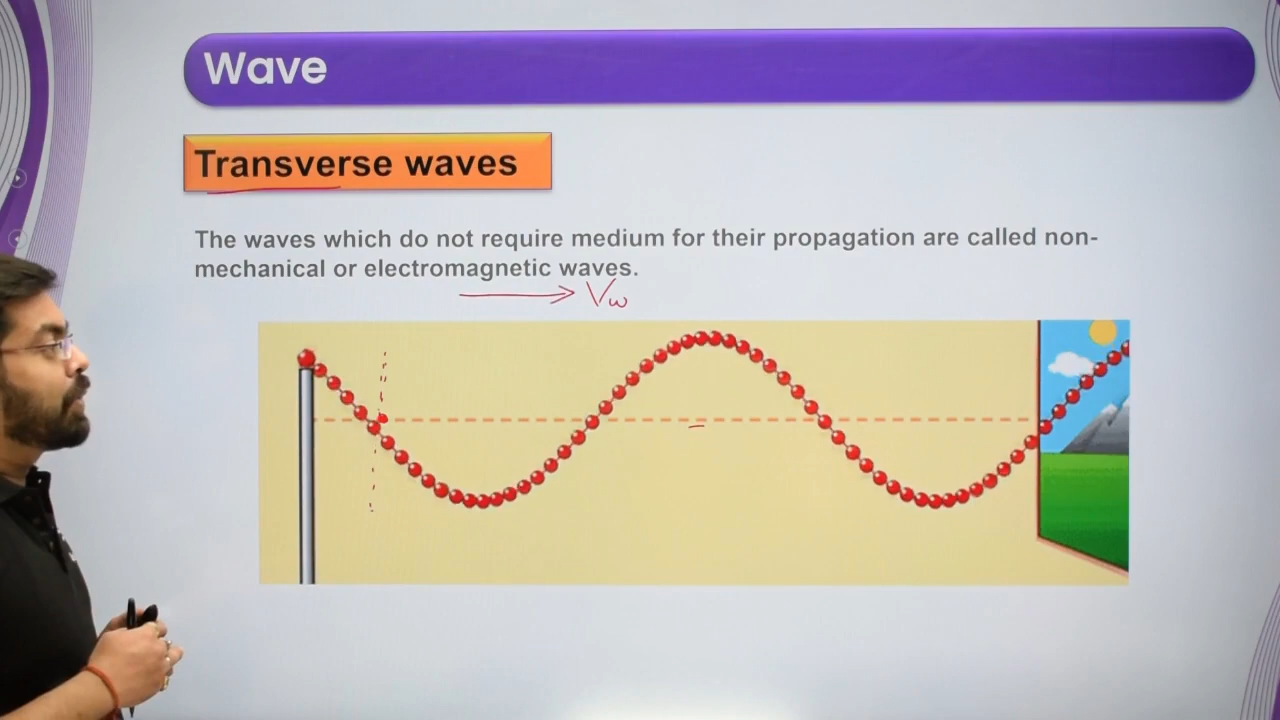 Wave
Transverse waves
The waves which do not require medium for their propagation are called non-
mechanical or electromagnetic waves.
Vω